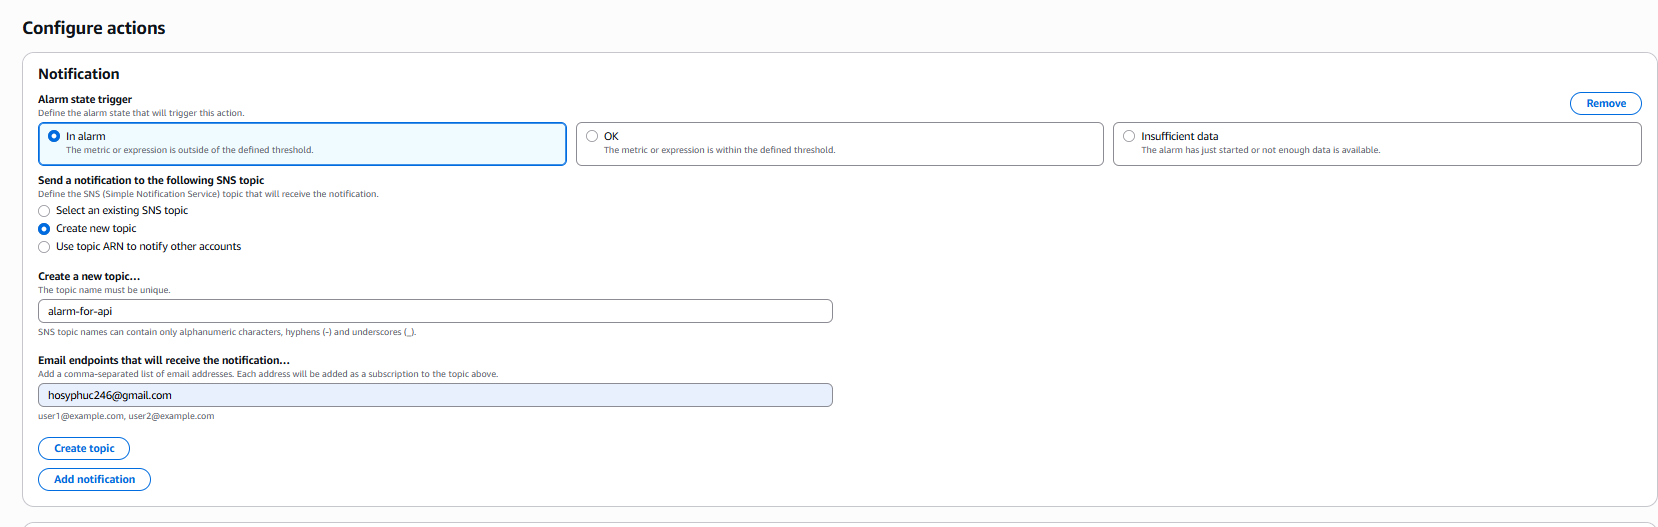 Configure actions
Notification
Alarm state trigger
Define the alarm state that will trigger this action.
Remove
In alarm
The metric or expression is outside of the defined threshold.
OK
The metric or expression is within the defined threshold.
Insufficient data
The alarm has just started or not enough data is available.
Send a notification to the following SNS topic
Define the SNS (Simple Notification Service) topic that will receive the notification.
Select an existing SNS topic
Create new topic
Use topic ARN to notify other accounts
Create a new topic...
The topic name must be unique.
alarm-for-api
SNS topic names can contain only alphanumeric characters, hyphens (-) and underscores (_).
Email endpoints that will receive the notification...
Add a comma-separated list of email addresses. Each address will be added as a subscription to the topic above.
hosyphuc246@gmail.com
user1@example.com, user2@example.com
Create topic
Add notification